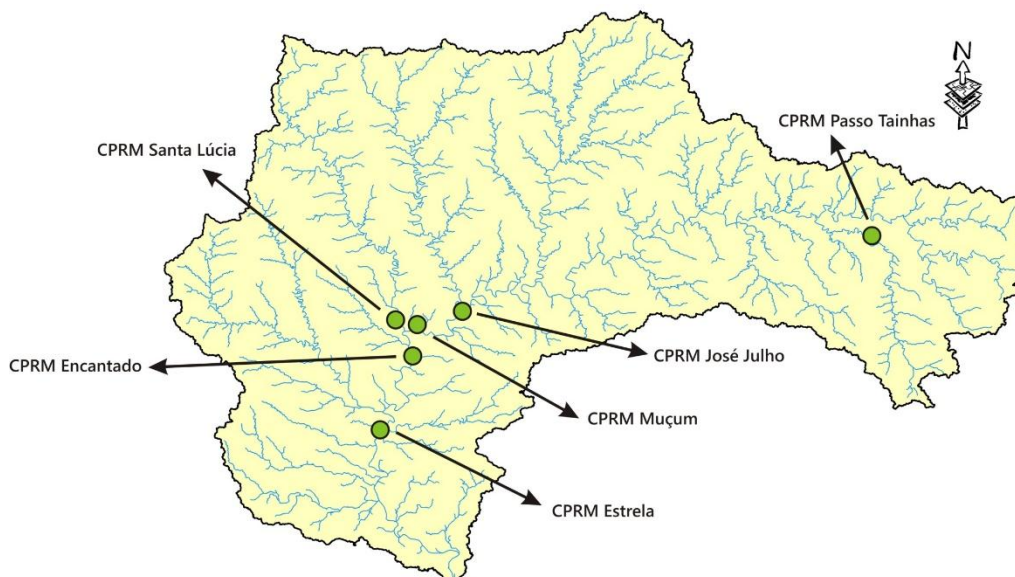 N
CPRM Passo Tainhas
CPRM Santa Lúcia
CPRM José Julho
CPRM Encantado
CPRM Muçum
CPRM Estrela